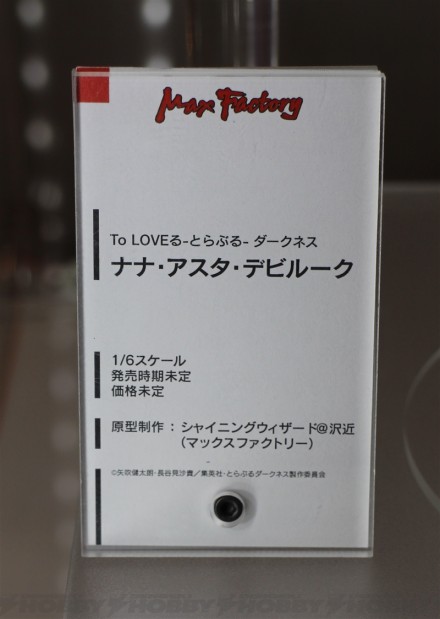 Max Factory
To LOVEる-とらぶる- ダークネス
ナナ・アスタ・デビルーク
1/6スケール
発売時期未定
価格未定
原型制作：シャイニングウィザード@沢近
（マックスファクトリー）
©矢吹健太朗・長谷見沙貴／集英社・とらぶるダークネス製作委員会
HOBBY HOBBY HOBBY HOBBY